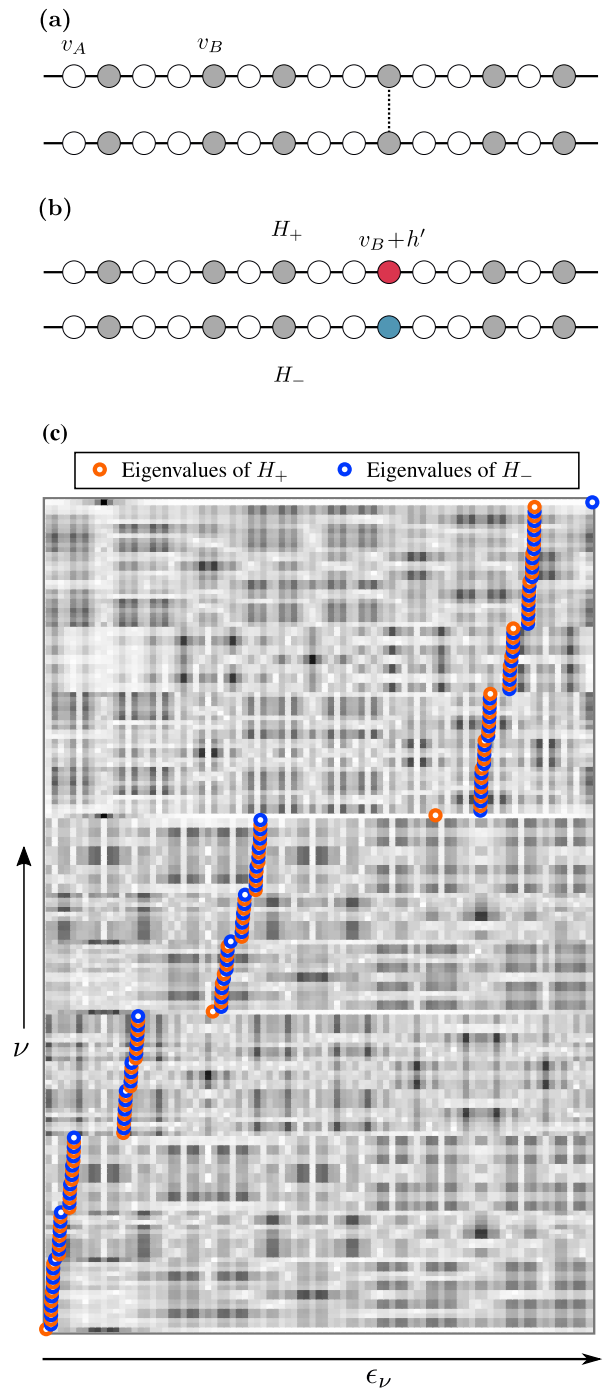 (a)
v_A v_B
(b)
H_+
v_B + h′
H_−
(c)
Eigenvalues of H_+ Eigenvalues of H_−
ν
ϵ_ν